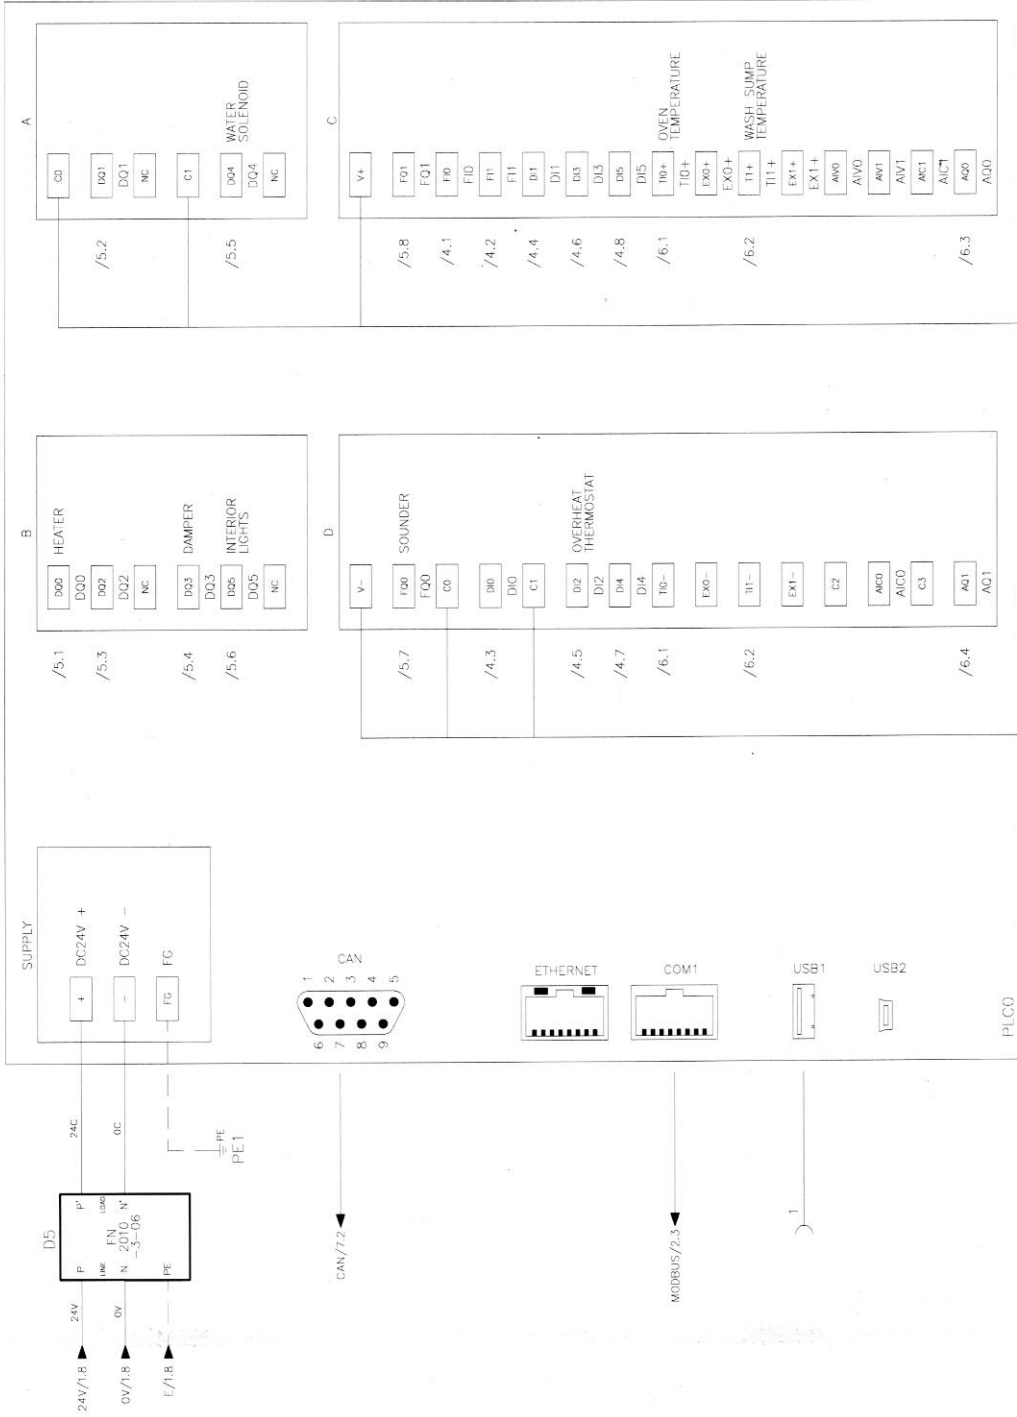 A
C0
DQ1
DQ1
NC
C1
DQ4
DQ4
NC
WATER
SOLENOID
/5.2
/5.5
C
V+
FQ1
FQ1
FI0
FI0
FI1
FI1
DI1
DI1
DI3
DI3
DI5
DI5
TI0+
TI0+
EX0+
EX0+
T1+
TI1+
EX1+
EX1+
AIV0
AIV0
AIV1
AIV1
AIC1
AIC1
AQ0
AQ0
OVEN
TEMPERATURE
WASH SUMP
TEMPERATURE
/5.8
/4.1
/4.2
/4.4
/4.6
/4.8
/6.1
/6.2
/6.3
B
HEATER
DQ0
DQ0
DQ2
DQ2
NC
DAMPER
DQ3
DQ3
INTERIOR
LIGHTS
DQ5
DQ5
NC
/5.1
/5.3
/5.4
/5.6
D
SOUNDER
OVERHEAT
THERMOSTAT
V-
FQ0
FQ0
C0
DI0
DI0
C1
DI2
DI2
DI4
DI4
TI0-
EX0-
TI1-
EX1-
C2
AIC0
AIC0
C3
AQ1
AQ1
/5.7
/4.3
/4.5
/4.7
/6.1
/6.2
/6.4
SUPPLY
+
DC24V +
-
DC24V -
FG
FG
CAN
1
2
3
4
5
6
7
8
9
ETHERNET
COM1
USB1
USB2
PLC0
24C
0C
PE
PE1
D5
P
P'
LINE
LOAD
N
N'
PE
FN
2010
-3-06
24V
0V
24V/1.8
0V/1.8
E/1.8
CAN/7.2
MODBUS/2.3
1